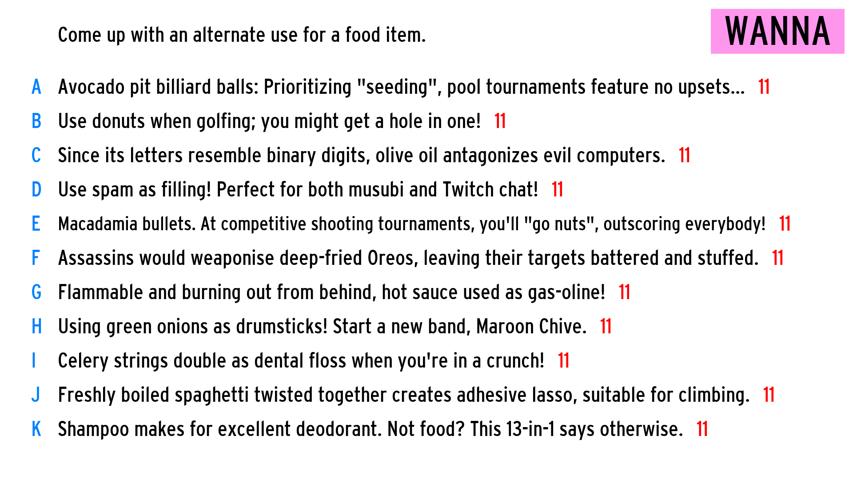 WANNA
Come up with an alternate use for a food item.
A Avocado pit billiard balls: Prioritizing "seeding", pool tournaments feature no upsets... 11
B Use donuts when golfing; you might get a hole in one! 11
C Since its letters resemble binary digits, olive oil antagonizes evil computers. 11
D Use spam as filling! Perfect for both musubi and Twitch chat! 11
E Macadamia bullets. At competitive shooting tournaments, you'll "go nuts", outscoring everybody! 11
F Assassins would weaponise deep-fried Oreos, leaving their targets battered and stuffed. 11
G Flammable and burning out from behind, hot sauce used as gas-oline! 11
H Using green onions as drumsticks! Start a new band, Maroon Chive. 11
I Celery strings double as dental floss when you're in a crunch! 11
J Freshly boiled spaghetti twisted together creates adhesive lasso, suitable for climbing. 11
K Shampoo makes for excellent deodorant. Not food? This 13-in-1 says otherwise. 11